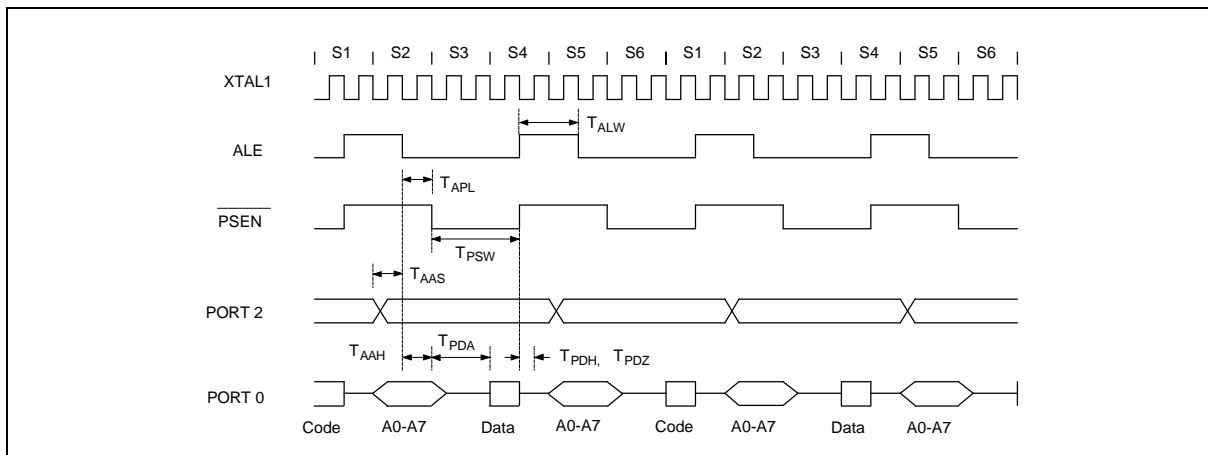 S1 S2 S3 S4 S5 S6 S1 S2 S3 S4 S5 S6
XTAL1
TALW
ALE
TAPL
PSEN
TPSW
TAAS
PORT 2
TAAH TPDA TPDH, TPDZ
PORT 0
Code A0-A7 Data A0-A7 Code A0-A7 Data A0-A7